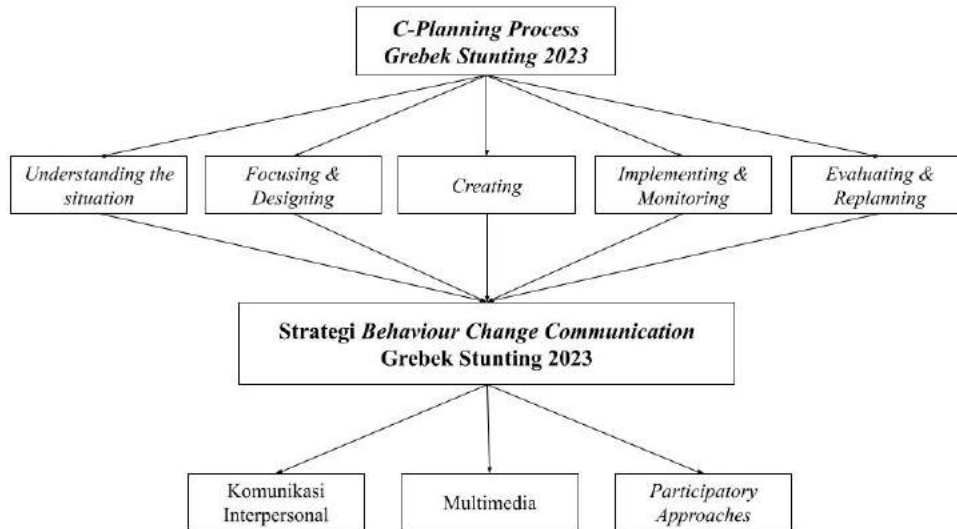 C-Planning Process
Grebek Stunting 2023
Understanding the
situation
Focusing &
Designing
Creating
Implementing &
Monitoring
Evaluating &
Replanning
Strategi Behaviour Change Communication
Grebek Stunting 2023
Komunikasi
Interpersonal
Multimedia
Participatory
Approaches